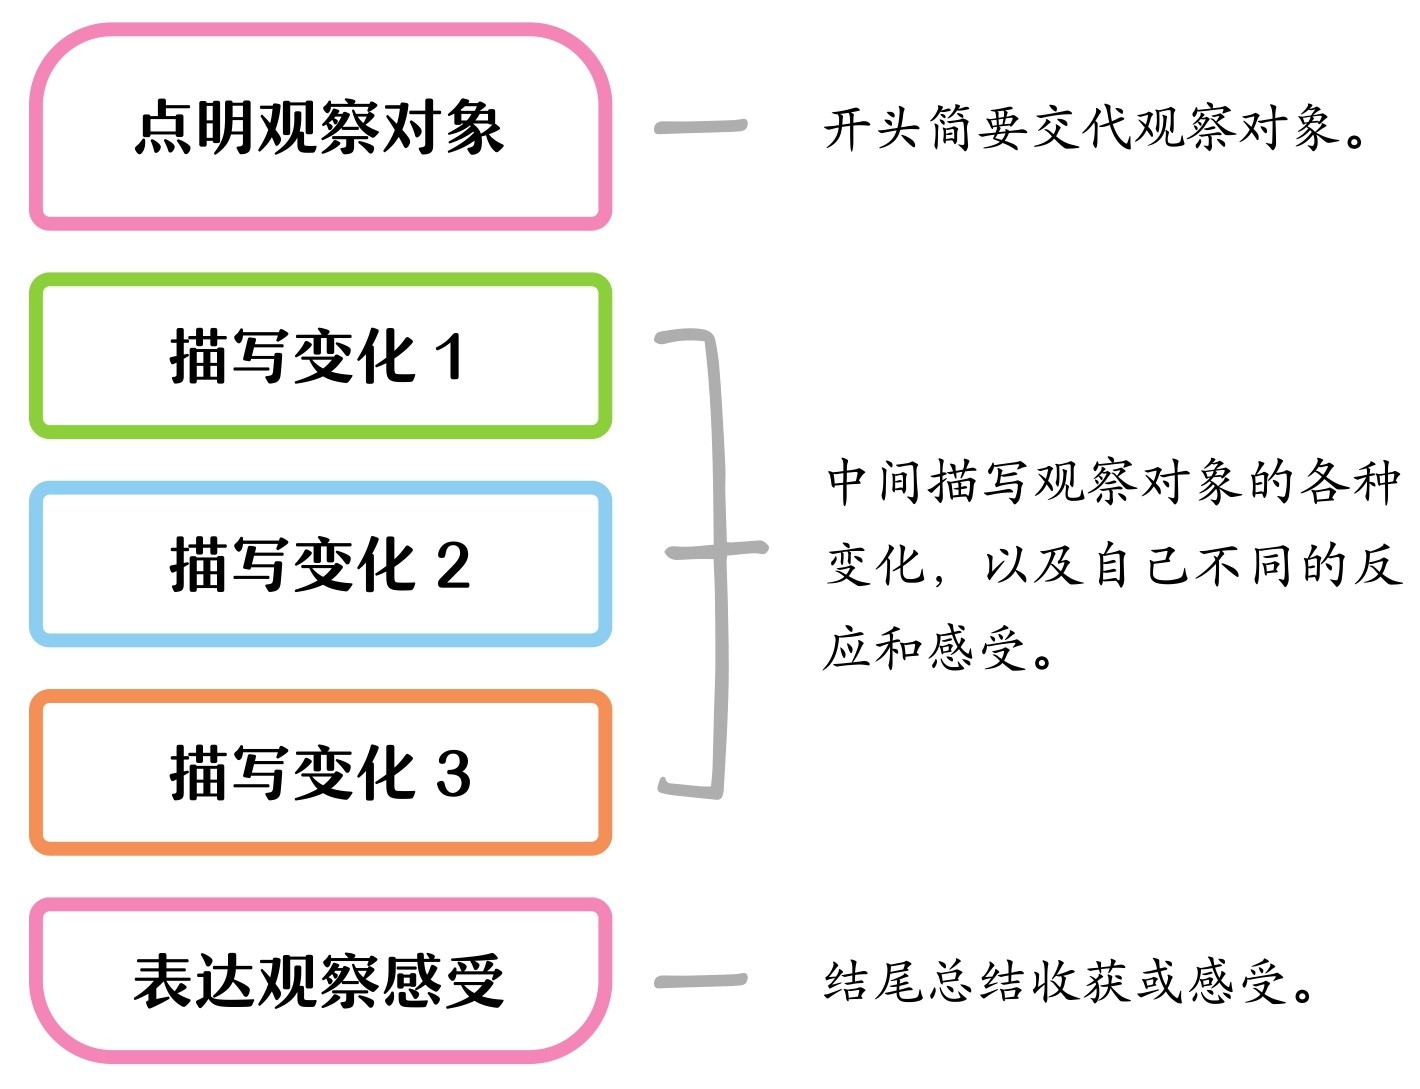 点明观察对象
开头简要交代观察对象。
描写变化 1
描写变化 2
描写变化 3
中间描写观察对象的各种
变化，以及自己不同的反
应和感受。
表达观察感受
结尾总结收获或感受。